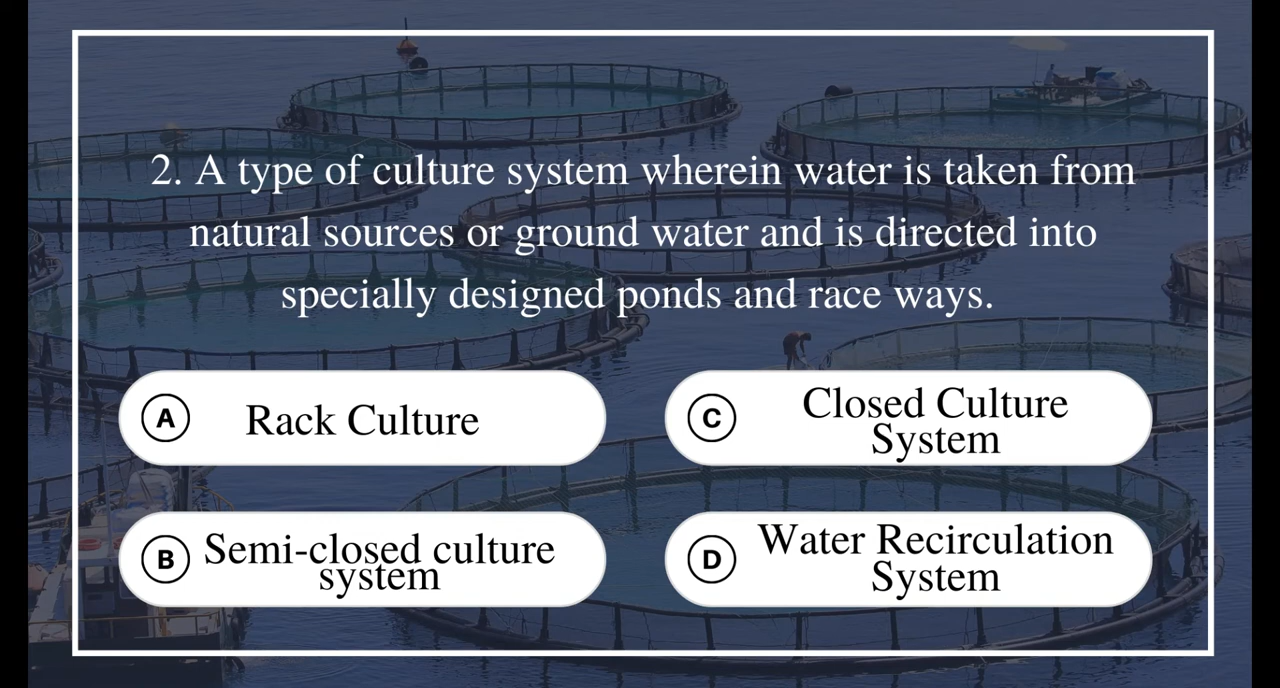 2. A type of culture system wherein water is taken from
natural sources or ground water and is directed into
specially designed ponds and race ways.
A Rack Culture
B Semi-closed culture
system
C Closed Culture
System
D Water Recirculation
System